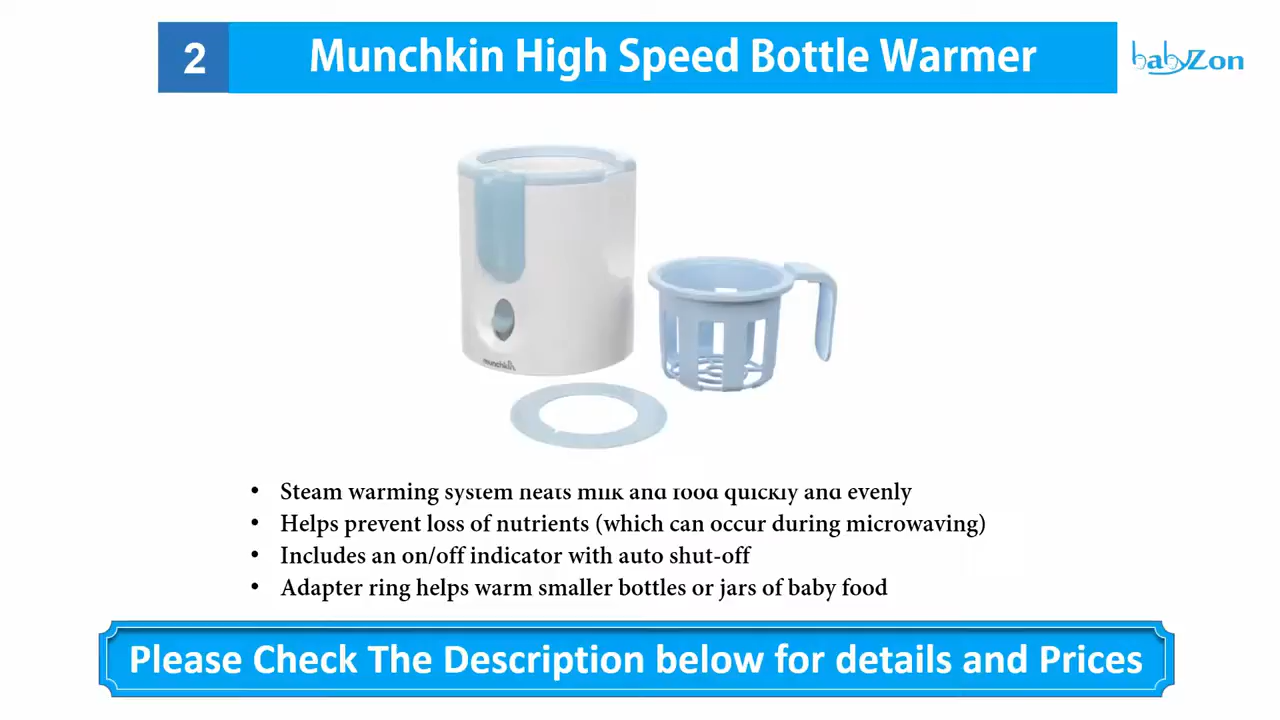 2
Munchkin High Speed Bottle Warmer
babyZon
munchkin
• Steam warming system heats milk and food quickly and evenly
• Helps prevent loss of nutrients (which can occur during microwaving)
• Includes an on/off indicator with auto shut-off
• Adapter ring helps warm smaller bottles or jars of baby food
Please Check The Description below for details and Prices